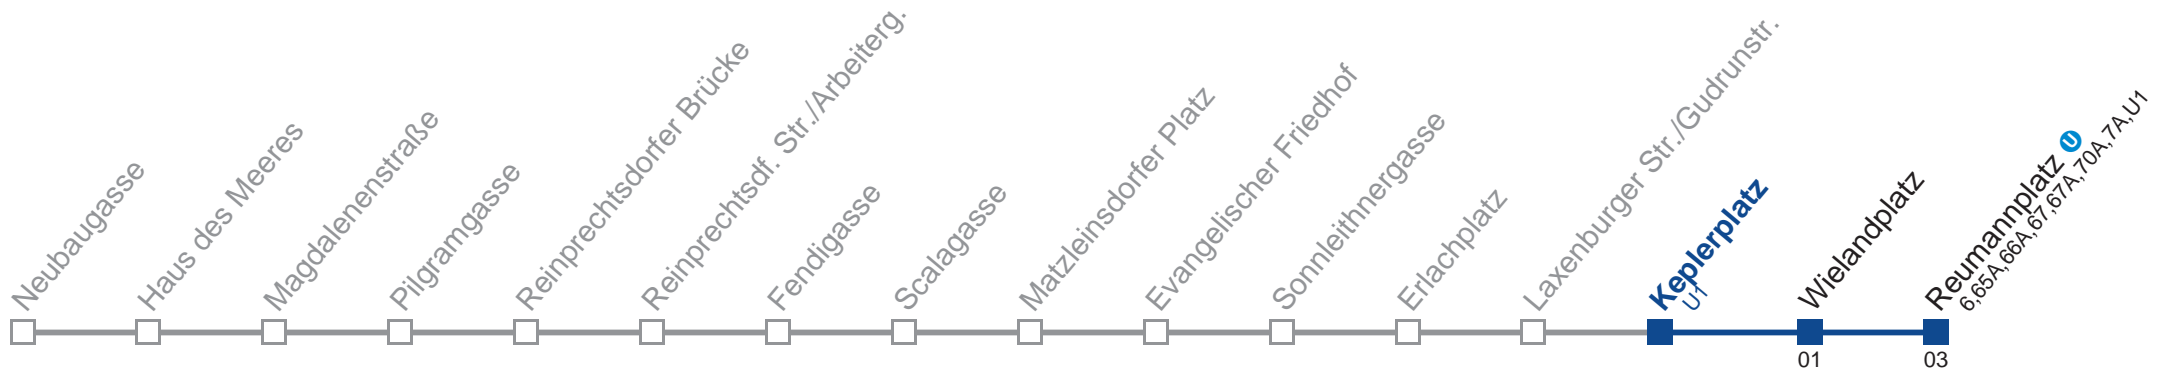 Neubaugasse
Haus des Meeres
Magdalenenstraße
Pilgramgasse
Reinprechtsdorfer Brücke
Reinprechtsdf. Str./Arbeiterg.
Fendigasse
Scalagasse
Matzleinsdorfer Platz
Evangelischer Friedhof
Sonnleithnergasse
Erlachplatz
Laxenburger Str./Gudrunstr.
Keplerplatz
U1
Wielandplatz
Reumannplatz U
6,65A,66A,67,67A,70A,7A,U1
01
03